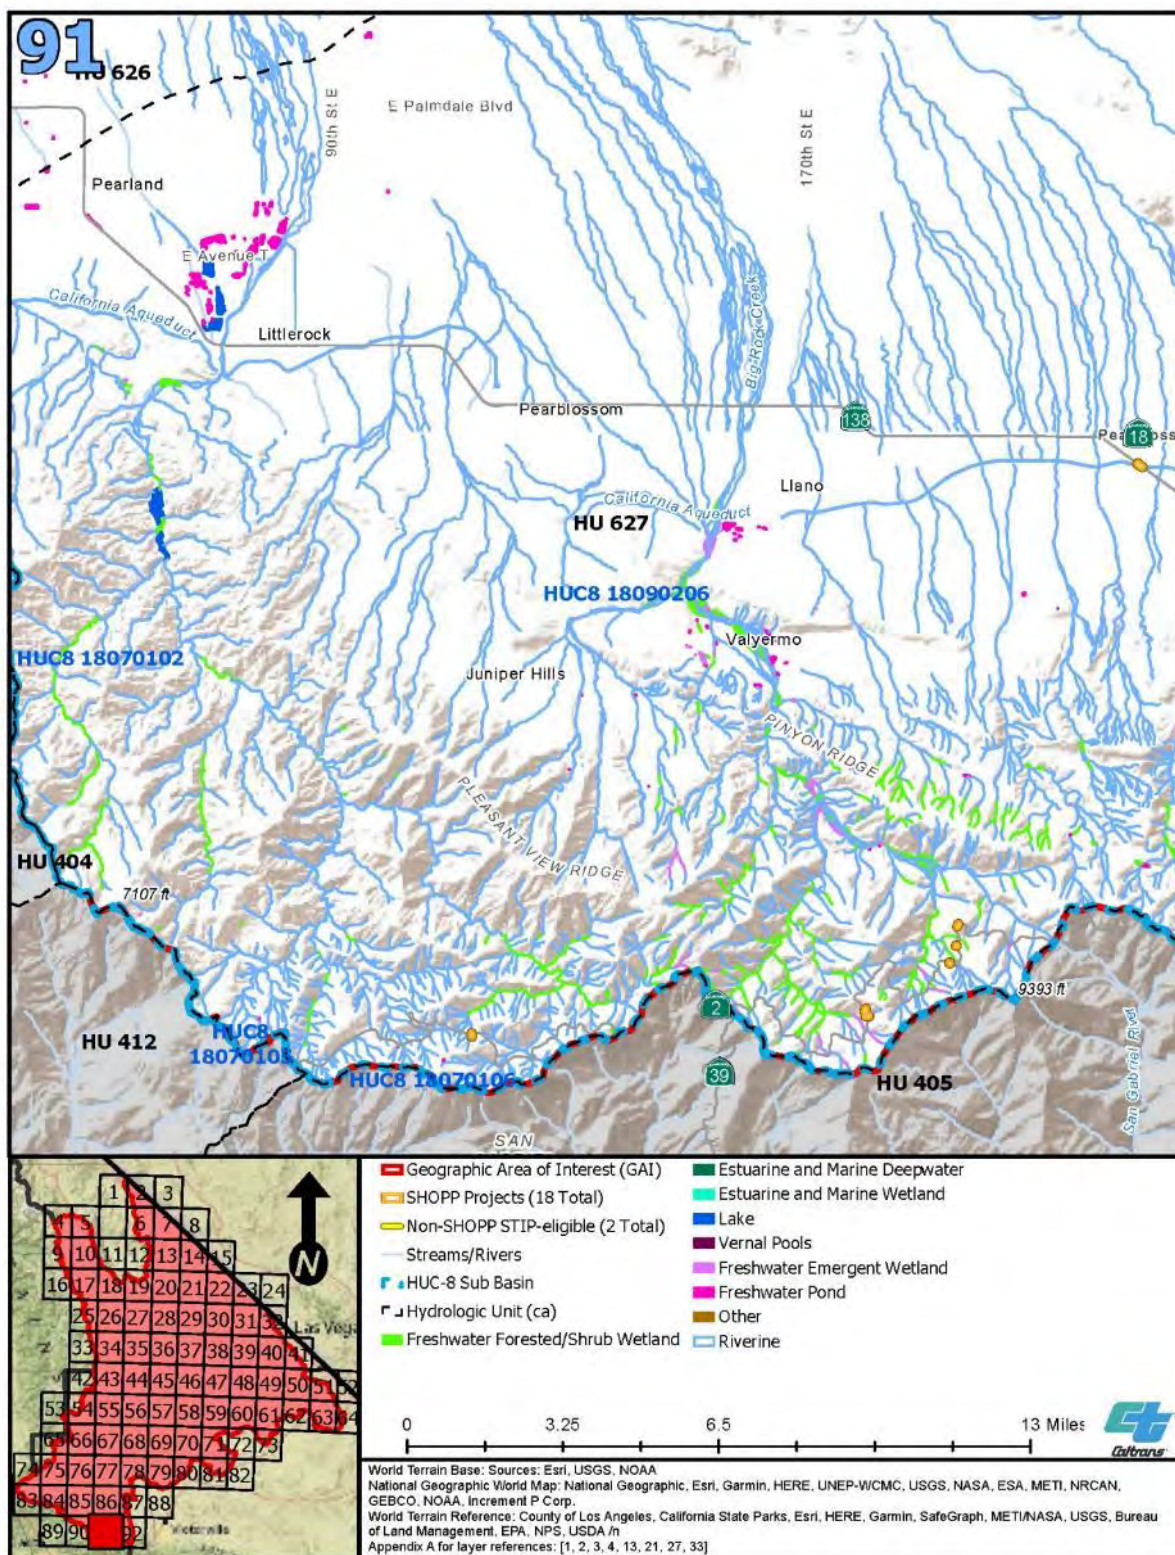 91
HU 626
E Palmdale Blvd
90th St E
170th St E
Pearland
E Avenue T
California Aqueduct
Littlerock
Big Rock Creek
Pearblossom
138
18
Llano
California Aqueduct
HU 627
HUC8 18090206
Valyermo
HUC8 18070102
Juniper Hills
PINYON RIDGE
PLEASANT VIEW RIDGE
HU 404
7107 ft
9393 ft
2
HUC8
HU 412
HUC8 18070106
39
HU 405
San Gabriel River
SAN
Geographic Area of Interest (GAI)
SHOPP Projects (18 Total)
Non-SHOPP STIP-eligible (2 Total)
Streams/Rivers
HUC-8 Sub Basin
Hydrologic Unit (ca)
Freshwater Forested/Shrub Wetland
Estuarine and Marine Deepwater
Estuarine and Marine Wetland
Lake
Vernal Pools
Freshwater Emergent Wetland
Freshwater Pond
Other
Riverine
N
1 2 3
4 5 6 7 8
9 10 11 12 13 14 15
16 17 18 19 20 21 22 23 24
25 26 27 28 29 30 31 32
Las Vega
33 34 35 36 37 38 39 40 41
42 43 44 45 46 47 48 49 50 51 52
53 54 55 56 57 58 59 60 61 62 63 64
65 66 67 68 69 70 71 72 73
74 75 76 77 78 79 80 81 82
83 84 85 86 87 88
89 90 92
Victorville
0 3.25 6.5 13 Miles
Caltrans
World Terrain Base: Sources: Esri, USGS, NOAA
National Geographic World Map: National Geographic, Esri, Garmin, HERE, UNEP-WCMC, USGS, NASA, ESA, METI, NRCAN,
GEBCO, NOAA, Increment P Corp.
World Terrain Reference: County of Los Angeles, California State Parks, Esri, HERE, Garmin, SafeGraph, METI/NASA, USGS, Bureau
of Land Management, EPA, NPS, USDA /n
Appendix A for layer references: [1, 2, 3, 4, 13, 21, 27, 33]